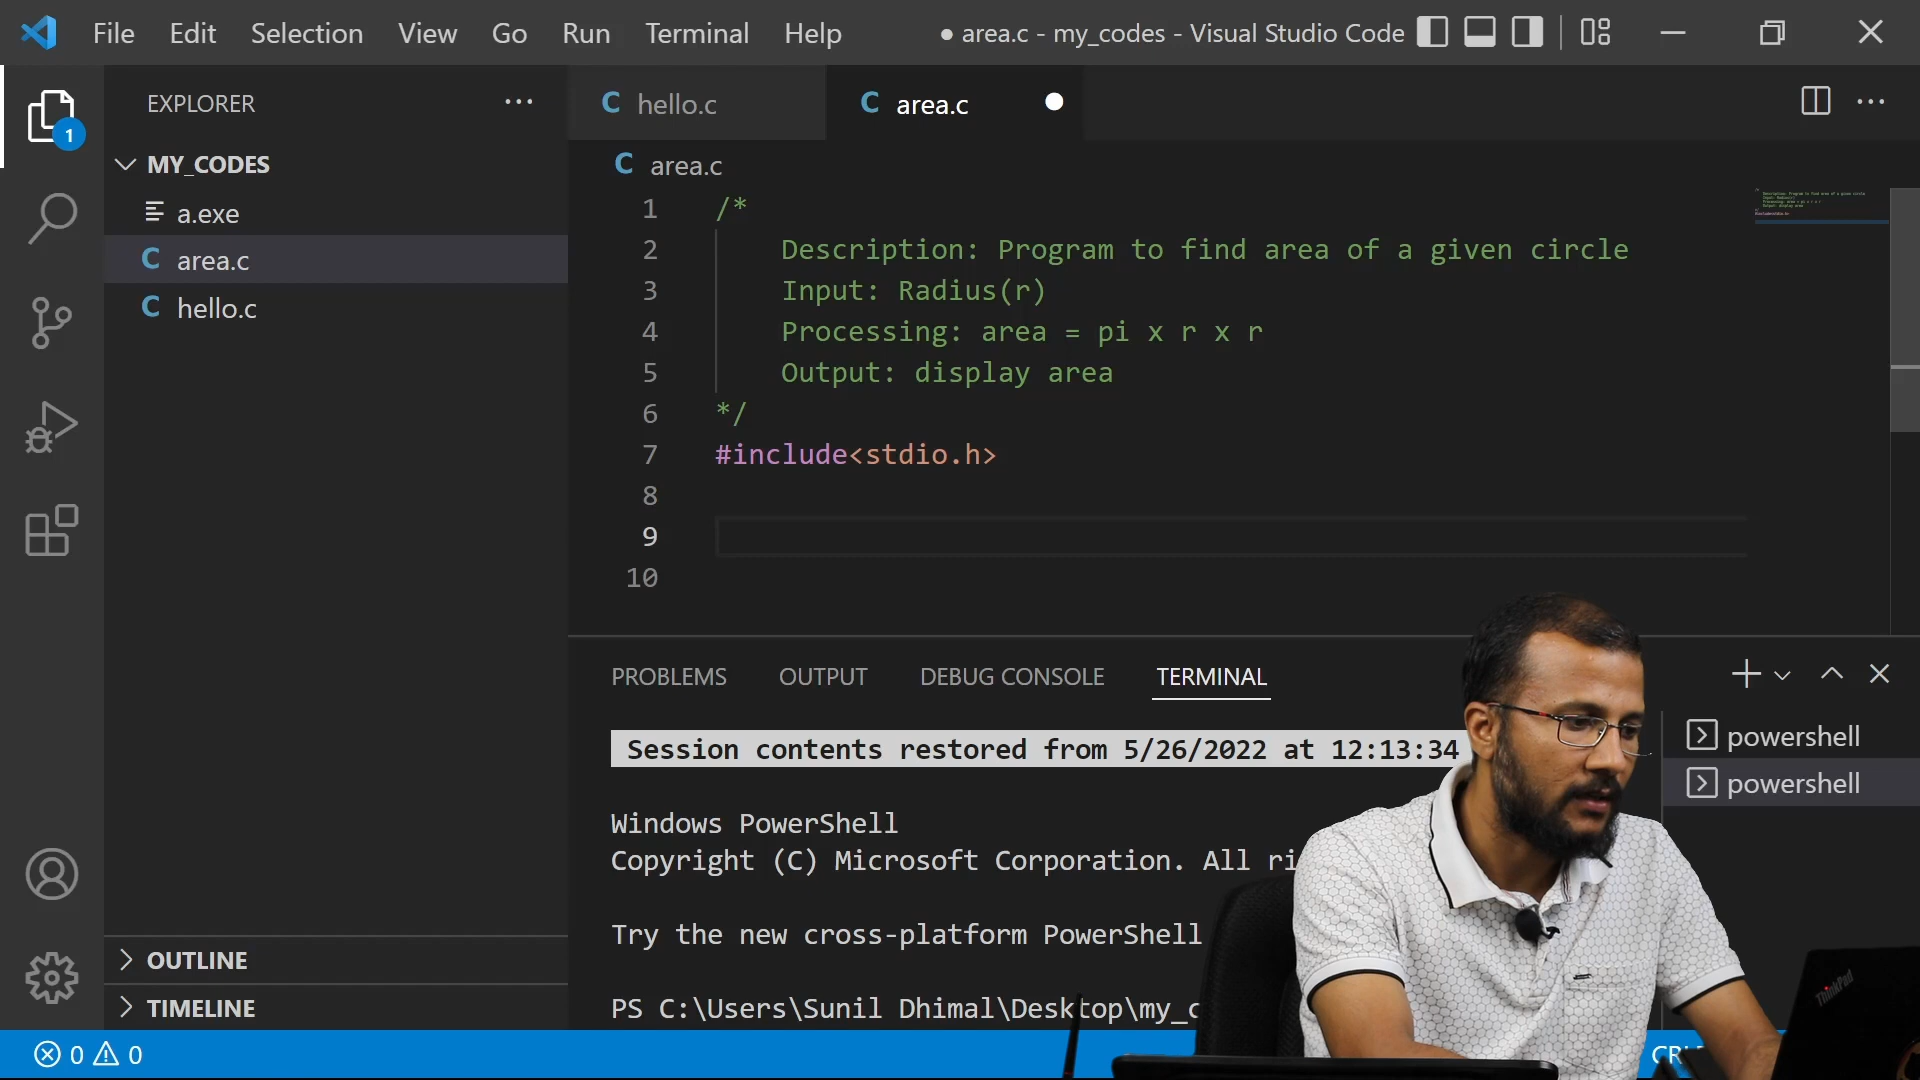 File Edit Selection View Go Run Terminal Help
● area.c - my_codes - Visual Studio Code
EXPLORER
1
MY_CODES
a.exe
C area.c
C hello.c
OUTLINE
TIMELINE
C hello.c
C area.c
C area.c
1 /*
2 Description: Program to find area of a given circle
3 Input: Radius(r)
4 Processing: area = pi x r x r
5 Output: display area
6 */
7 #include<stdio.h>
8
9
10
PROBLEMS OUTPUT DEBUG CONSOLE TERMINAL
Session contents restored from 5/26/2022 at 12:13:34
Windows PowerShell
Copyright (C) Microsoft Corporation. All ri
Try the new cross-platform PowerShell
PS C:\Users\Sunil Dhimal\Desktop\my_c
powershell
powershell
ThinkPad
0 0